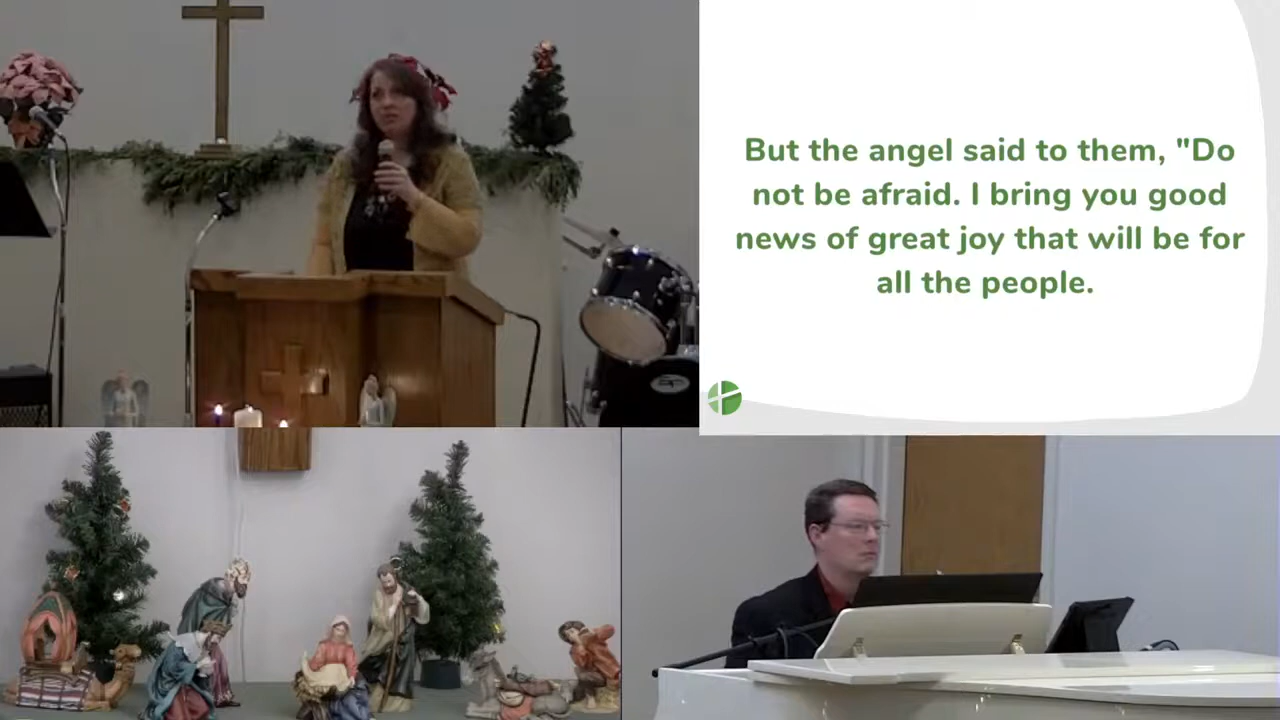 But the angel said to them, "Do
not be afraid. I bring you good
news of great joy that will be for
all the people.